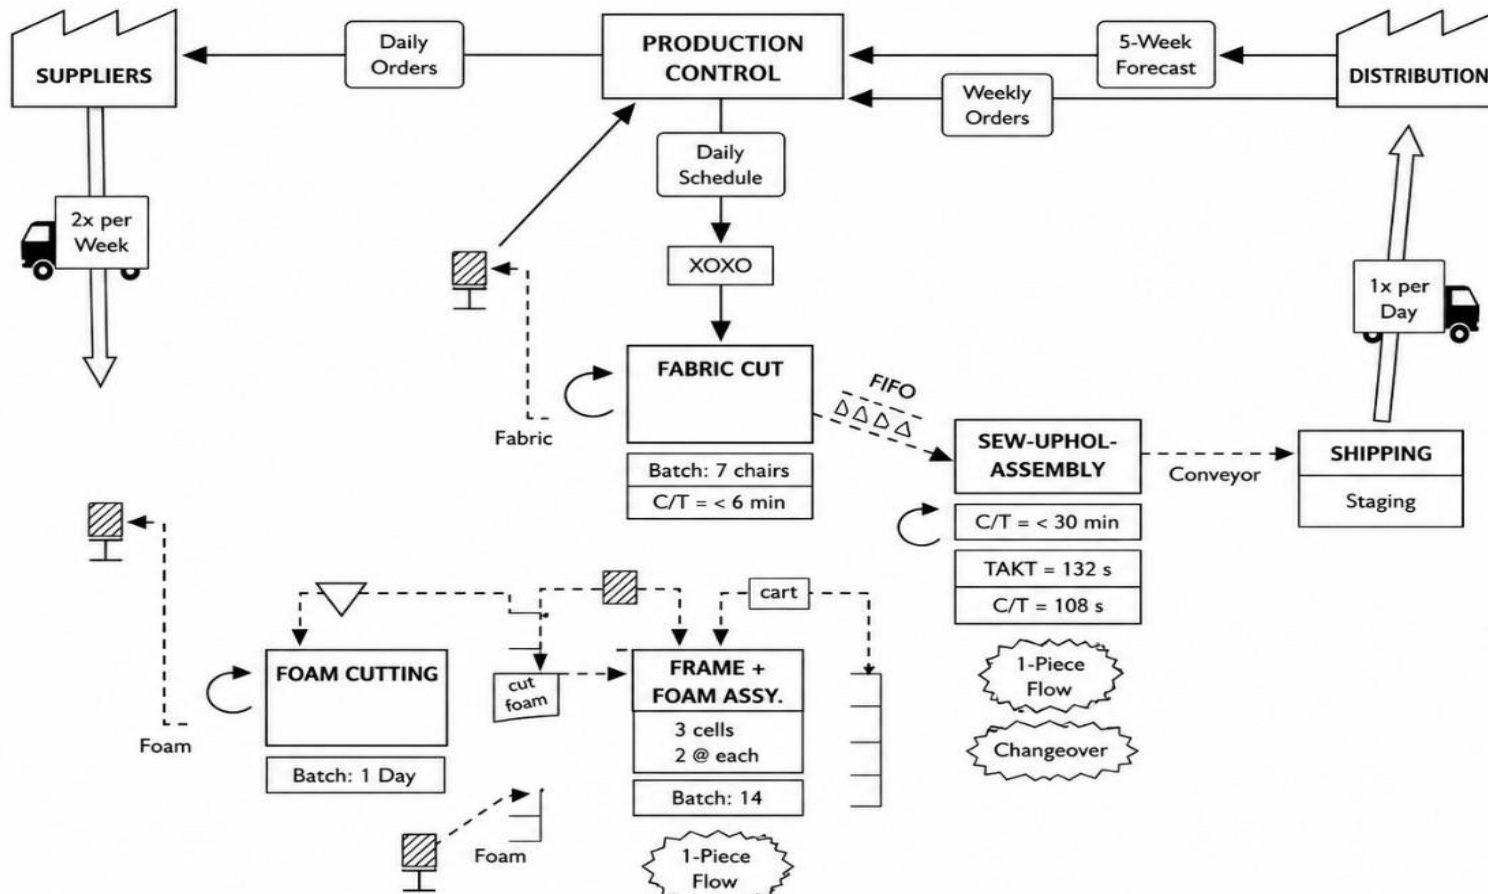 SUPPLIERS
Daily
Orders
PRODUCTION
CONTROL
5-Week
Forecast
DISTRIBUTION
Weekly
Orders
Daily
Schedule
2x per
Week
XOXO
1x per
Day
FABRIC CUT
Batch: 7 chairs
C/T = < 6 min
Fabric
FIFO
SEW-UPHOL-
ASSEMBLY
C/T = < 30 min
TAKT = 132 s
C/T = 108 s
1-Piece
Flow
Changeover
Conveyor
SHIPPING
Staging
FOAM CUTTING
Batch: 1 Day
Foam
cut
foam
cart
FRAME +
FOAM ASSY.
3 cells
2 @ each
Batch: 14
1-Piece
Flow
Foam